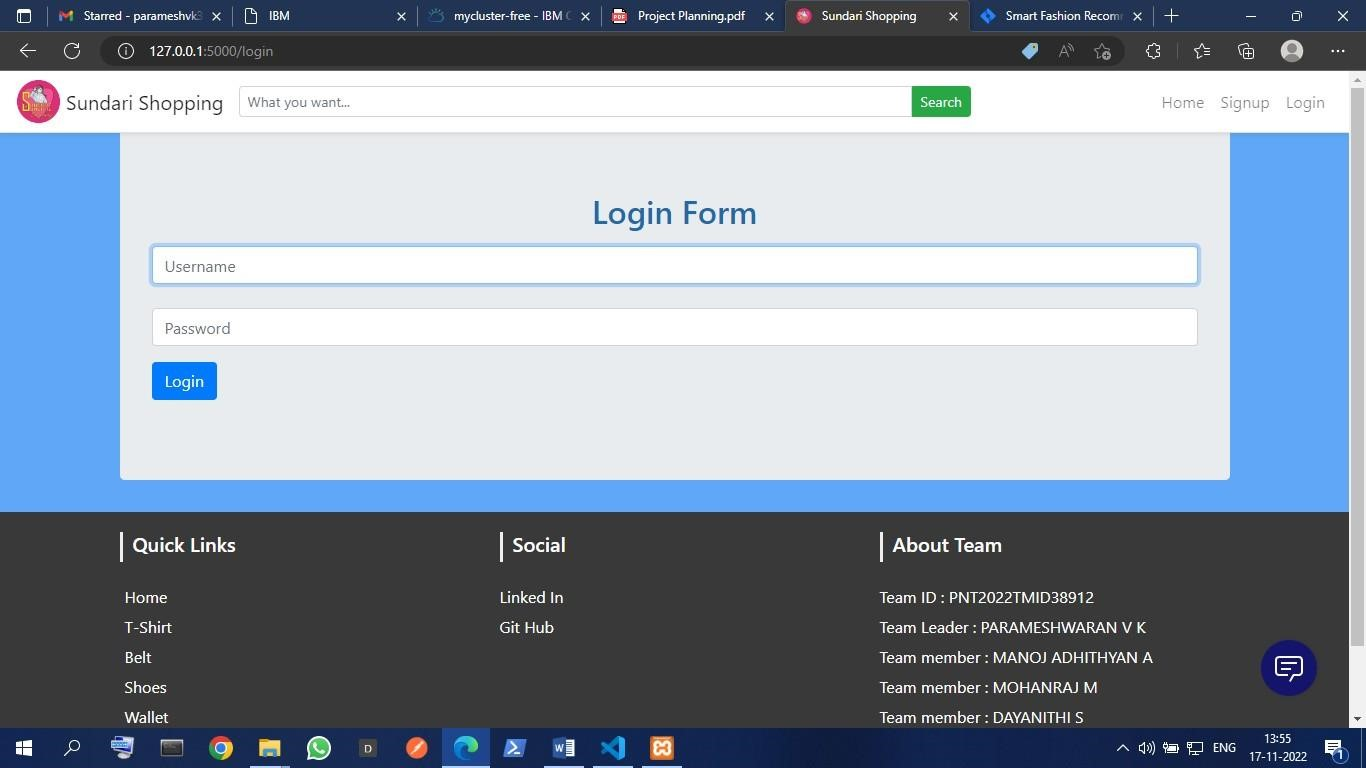 Starred - parameshvk3
IBM
mycluster-free - IBM C
Project Planning.pdf
Sundari Shopping
Smart Fashion Recomm
127.0.0.1:5000/login
Sundari Shopping
What you want...
Search
Home
Signup
Login
Login Form
Username
Password
Login
Quick Links
Home
T-Shirt
Belt
Shoes
Wallet
Social
Linked In
Git Hub
About Team
Team ID : PNT2022TMID38912
Team Leader : PARAMESHWARAN V K
Team member : MANOJ ADHITHYAN A
Team member : MOHANRAJ M
Team member : DAYANITHI S
ENG
13:55
17-11-2022
1